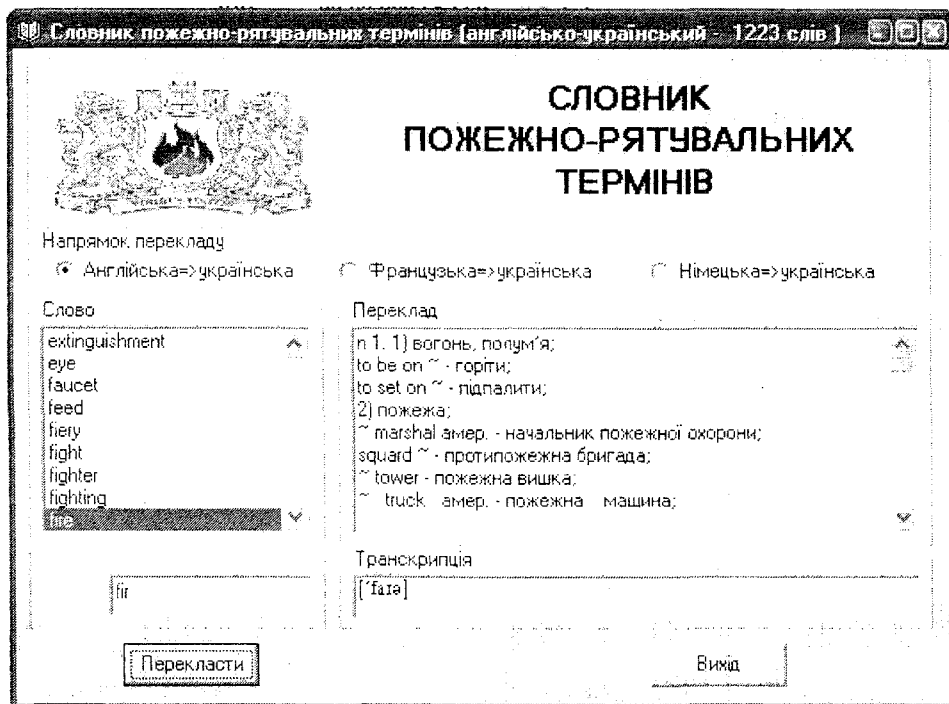 Словник пожежно-рятувальних термінів (англійсько-український - 1223 слів )
СЛОВНИК
ПОЖЕЖНО-РЯТУВАЛЬНИХ
ТЕРМІНІВ
Напрямок перекладу
Англійська=>українська
Французька=>українська
Німецька=>українська
Слово
extinguishment
eye
faucet
feed
fiery
fight
fighter
fighting
fire
fir
Переклад
n 1. 1) вогонь, полум'я;
to be on ~ - горіти;
to set on ~ - підпалити;
2) пожежа;
~ marshal амер. - начальник пожежної охорони;
squard ~ - протипожежна бригада;
~ tower - пожежна вишка;
~ truck амер. - пожежна машина;
Транскрипція
['faɪə]
Перекласти
Вихід